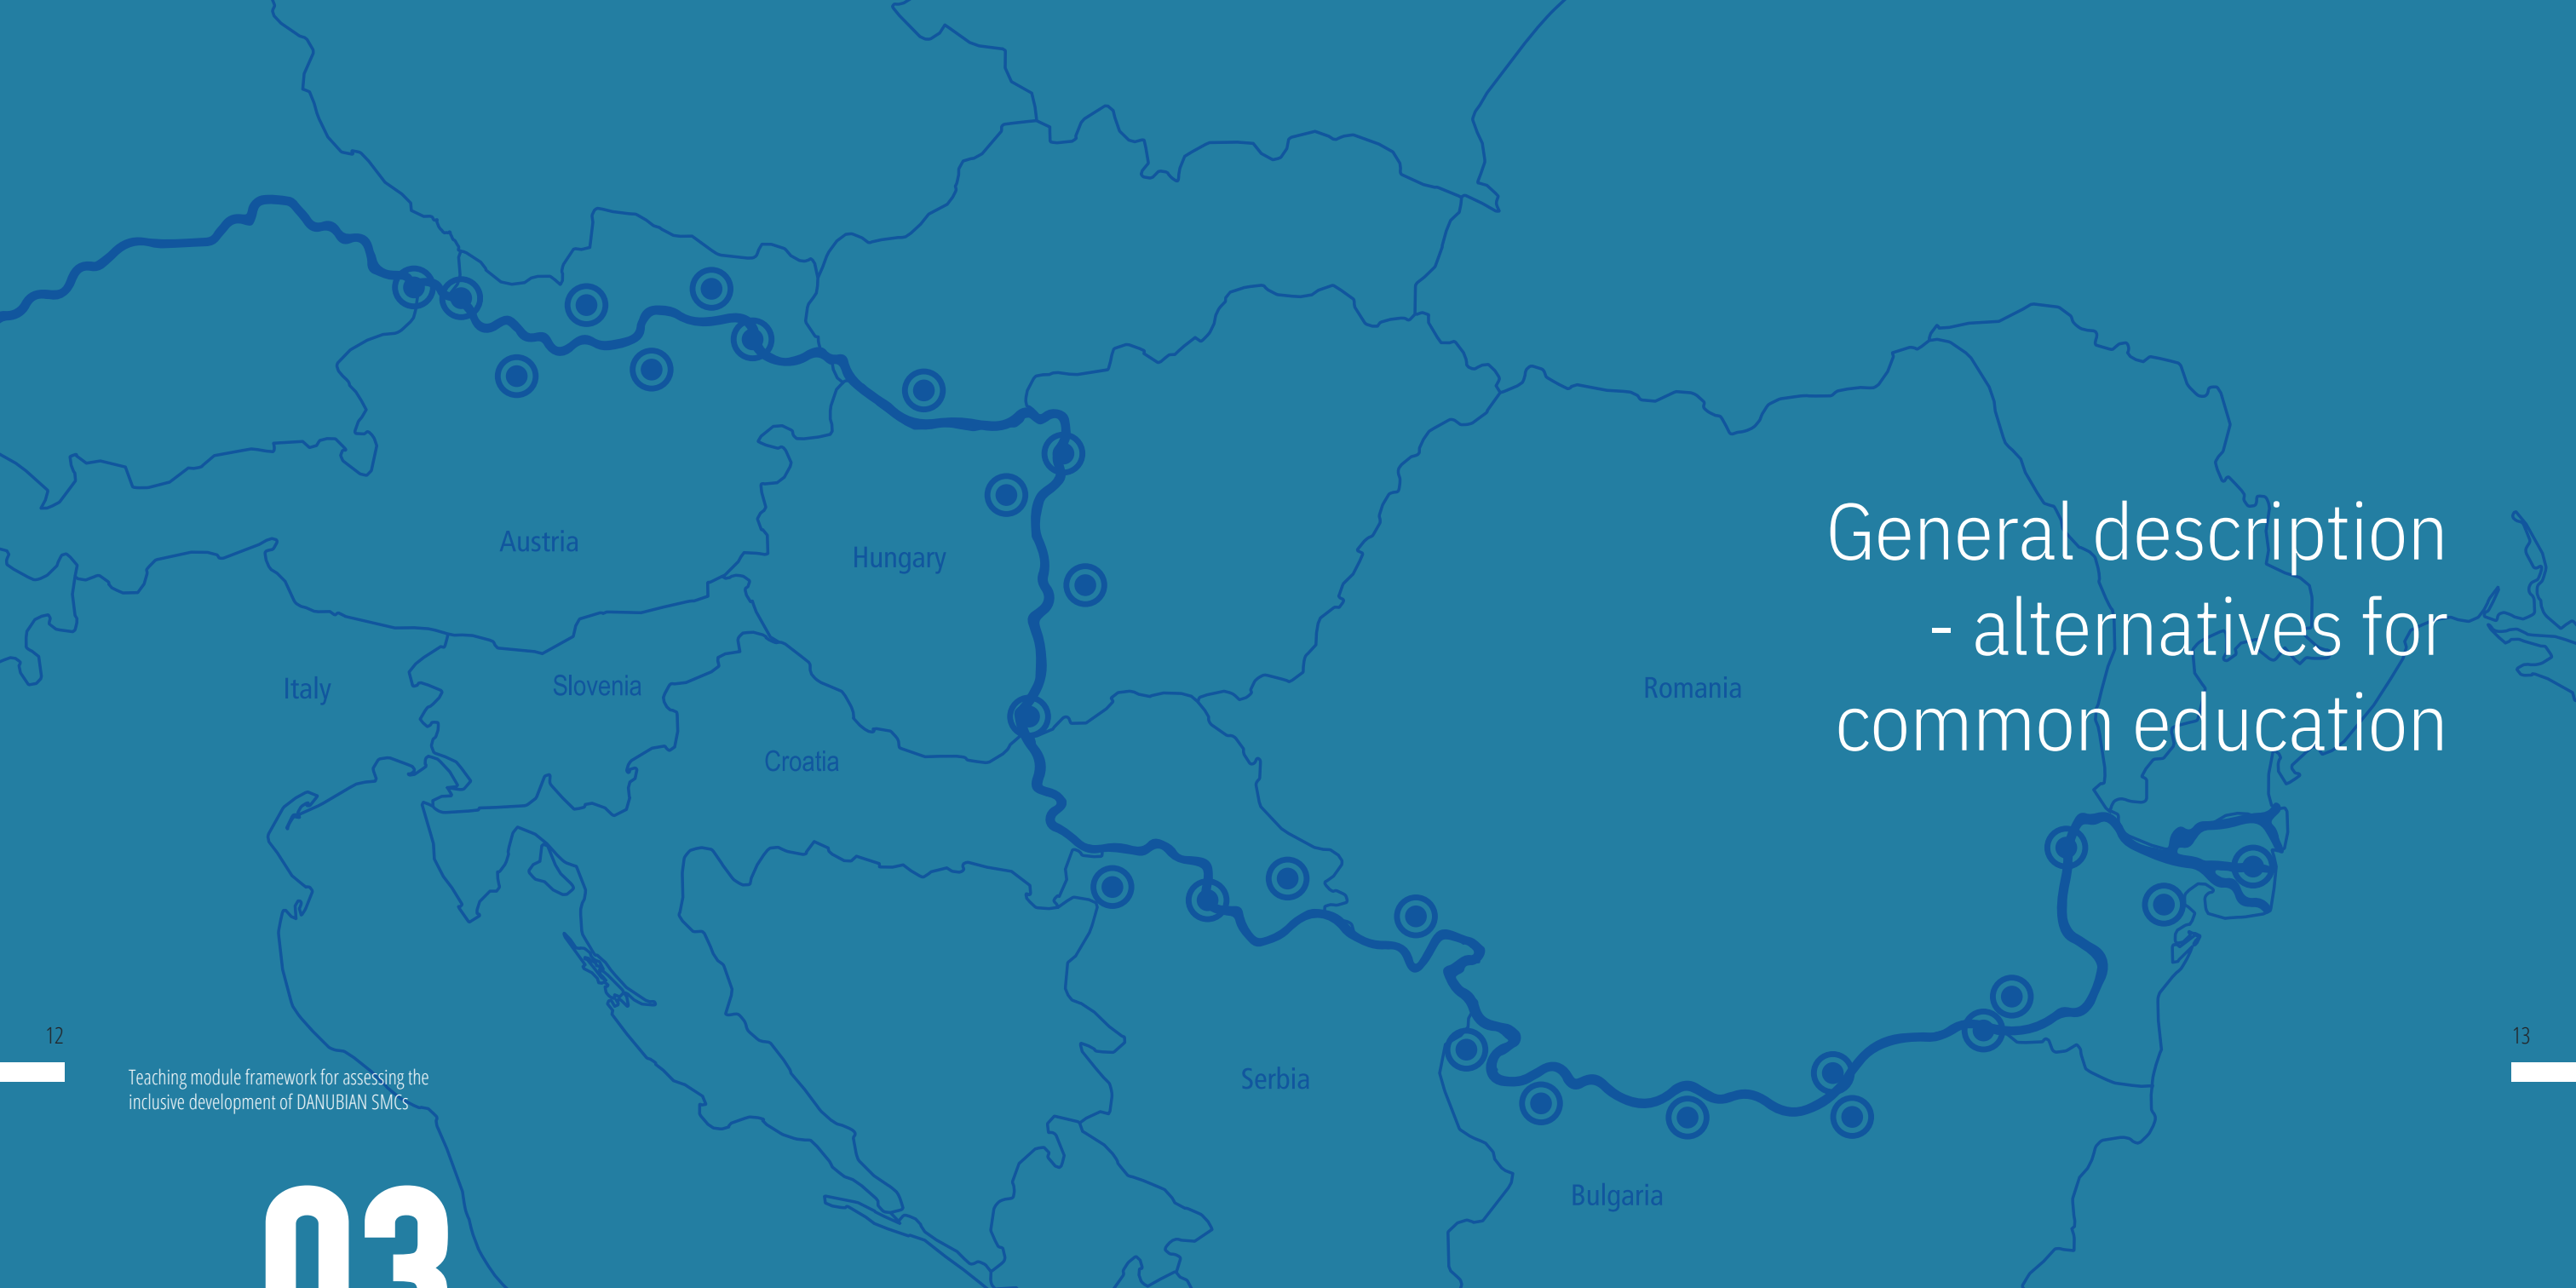 General description
- alternatives for
common education
Austria
Hungary
Italy
Slovenia
Romania
Croatia
Serbia
Bulgaria
12
Teaching module framework for assessing the
inclusive development of DANUBIAN SMCs
03
13